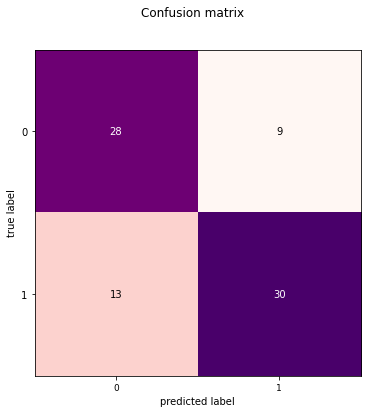 Confusion matrix
true label
0
28
9
1
13
30
0
1
predicted label